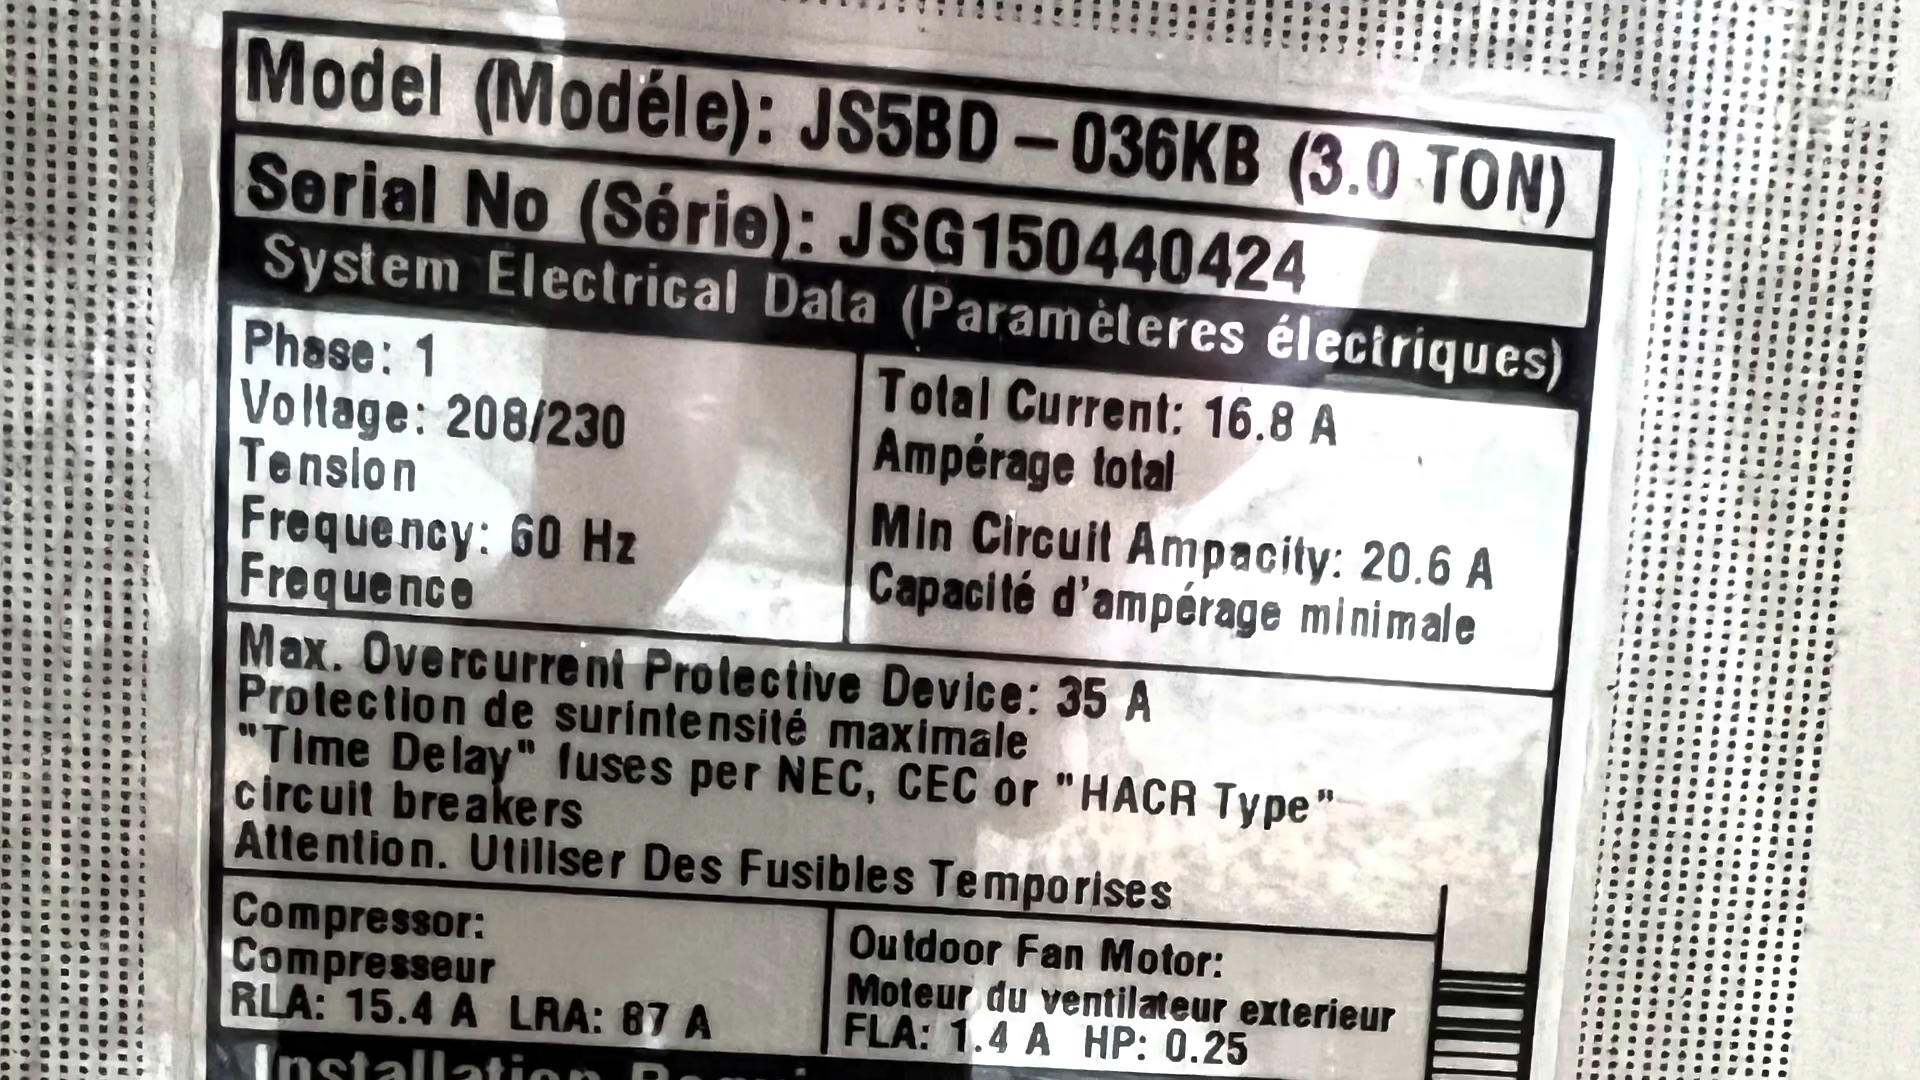 Model (Modéle): JS5BD – 036KB (3.0 TON)
Serial No (Série): JSG150440424
System Electrical Data (Paramèteres électriques)
Phase: 1
Voltage: 208/230
Tension
Frequency: 60 Hz
Frequence
Total Current: 16.8 A
Ampérage total
Min Circuit Ampacity: 20.6 A
Capacité d'ampérage minimale
Max. Overcurrent Protective Device: 35 A
Protection de surintensité maximale
"Time Delay" fuses per NEC, CEC or "HACR Type"
circuit breakers
Attention. Utiliser Des Fusibles Temporises
Compressor:
Compresseur
RLA: 15.4 A LRA: 87 A
Outdoor Fan Motor:
Moteur du ventilateur exterieur
FLA: 1.4 A HP: 0.25
Installation